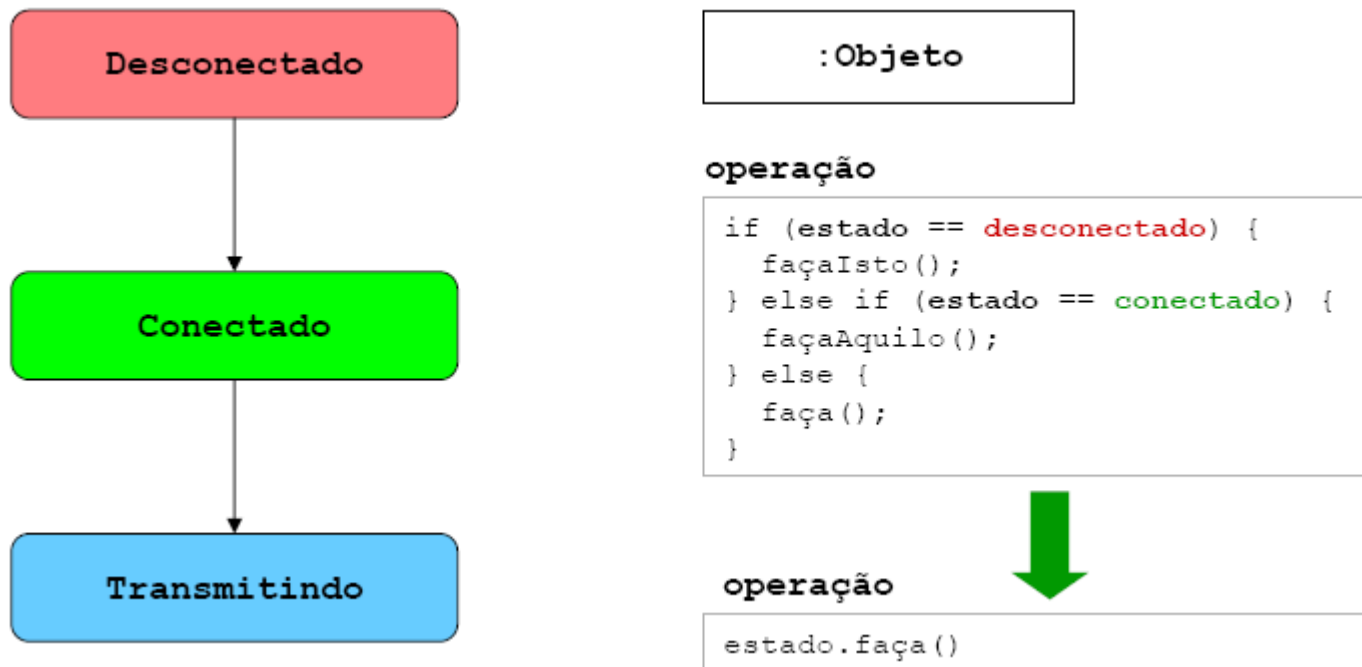 Desconectado
Conectado
Transmitindo
:Objeto
operação
if (estado == desconectado) {
façaIsto();
} else if (estado == conectado) {
façaAquilo();
} else {
faça();
}
operação
estado.faça()